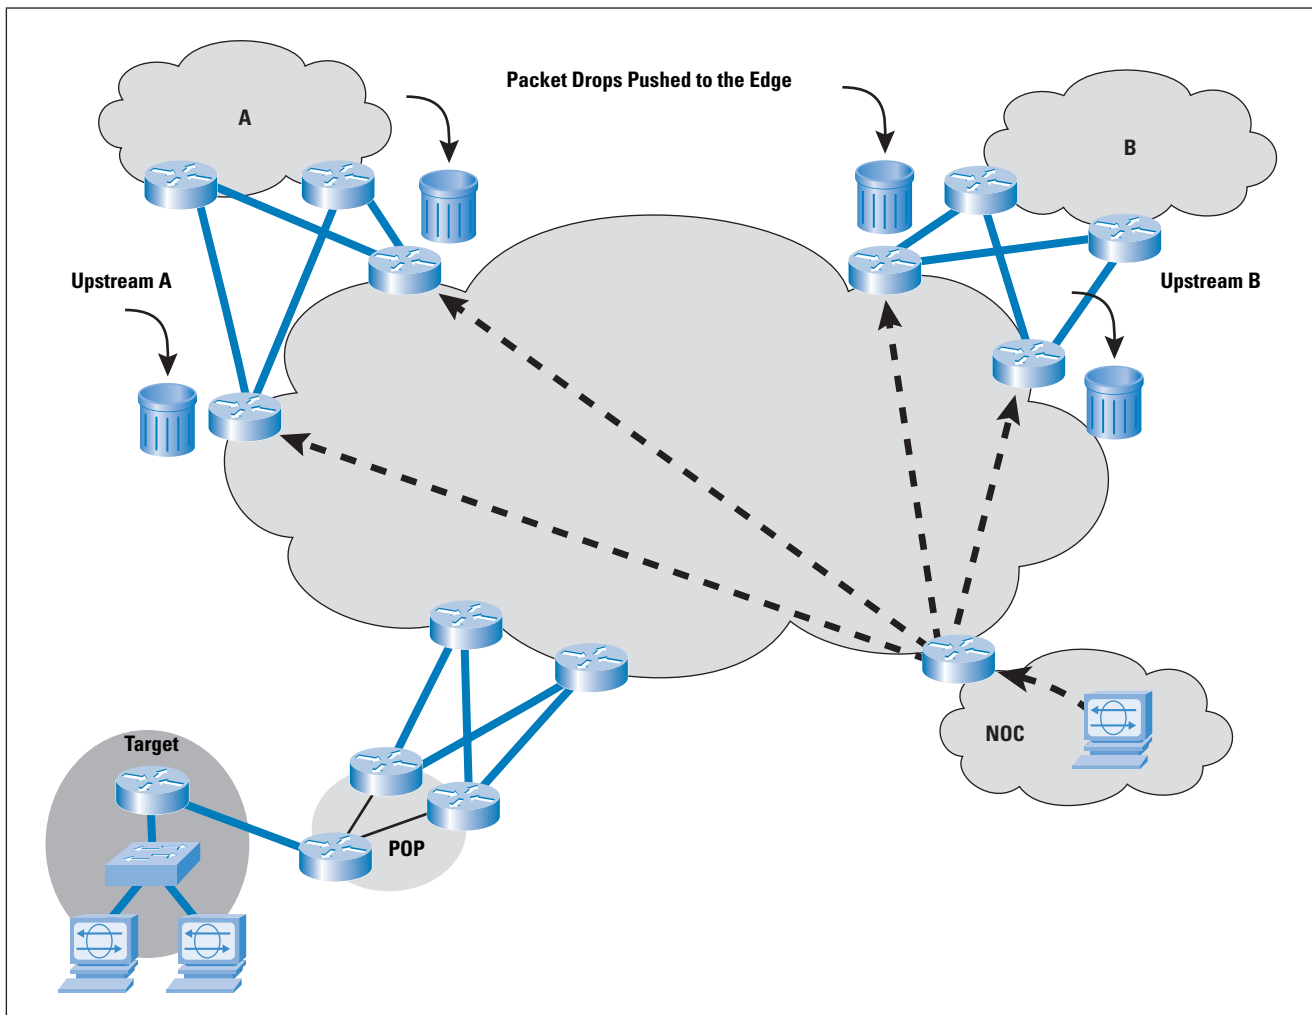 Packet Drops Pushed to the Edge
A
B
Upstream A
Upstream B
NOC
Target
POP